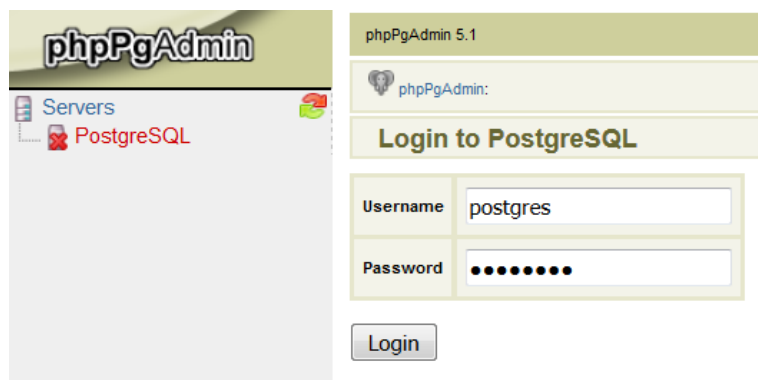 phpPgAdmin
Servers
PostgreSQL
phpPgAdmin 5.1
phpPgAdmin:
Login to PostgreSQL
Username postgres
Password ●●●●●●●●
Login